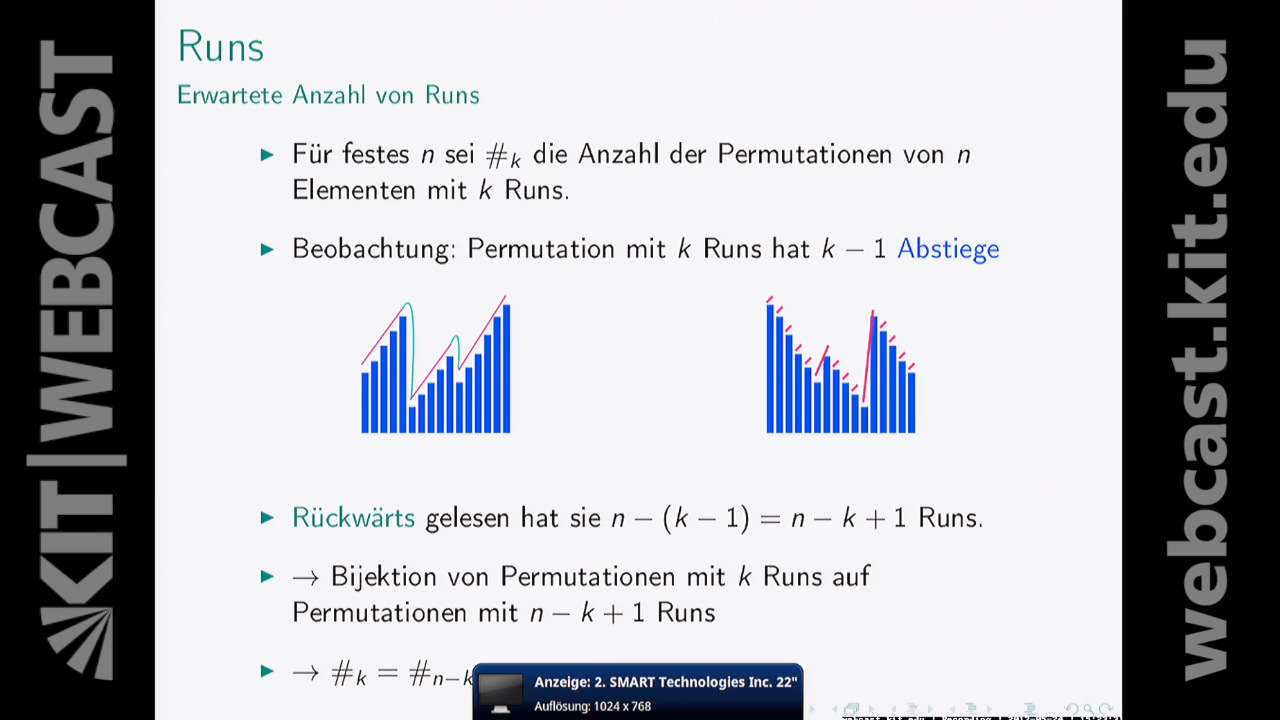 KIT|WEBCAST
Runs
Erwartete Anzahl von Runs
Für festes n sei #k die Anzahl der Permutationen von n
Elementen mit k Runs.
Beobachtung: Permutation mit k Runs hat k − 1 Abstiege
Rückwärts gelesen hat sie n − (k − 1) = n − k + 1 Runs.
→ Bijektion von Permutationen mit k Runs auf
Permutationen mit n − k + 1 Runs
→ #k = #n−k
Anzeige: 2. SMART Technologies Inc. 22"
Auflösung: 1024 x 768
webcast.kit.edu